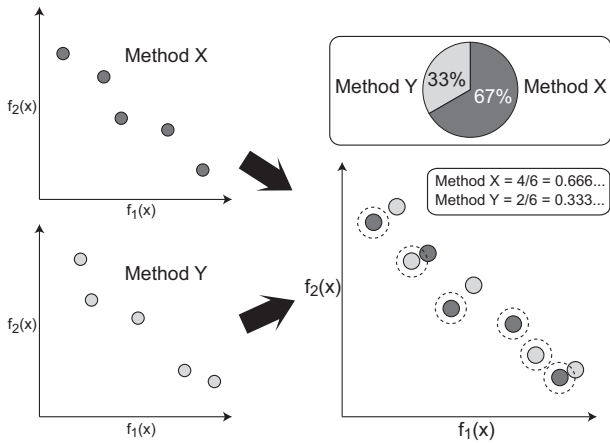 Method X
f2(x)
f1(x)
Method Y
33%
67%
Method X
Method X = 4/6 = 0.666...
Method Y = 2/6 = 0.333...
Method Y
f2(x)
f1(x)
f2(x)
f1(x)